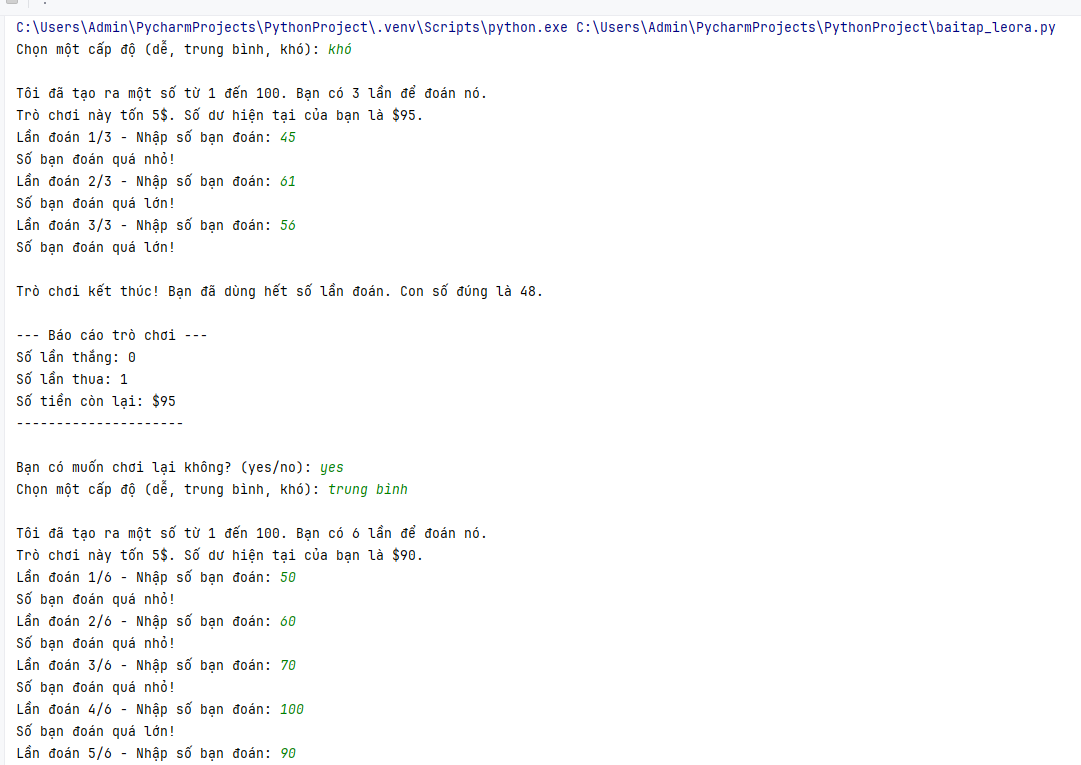 C:\Users\Admin\PycharmProjects\PythonProject\.venv\Scripts\python.exe C:\Users\Admin\PycharmProjects\PythonProject\baitap_leora.py
Chọn một cấp độ (dễ, trung bình, khó): khó
Tôi đã tạo ra một số từ 1 đến 100. Bạn có 3 lần để đoán nó.
Trò chơi này tốn 5$. Số dư hiện tại của bạn là $95.
Lần đoán 1/3 - Nhập số bạn đoán: 45
Số bạn đoán quá nhỏ!
Lần đoán 2/3 - Nhập số bạn đoán: 61
Số bạn đoán quá lớn!
Lần đoán 3/3 - Nhập số bạn đoán: 56
Số bạn đoán quá lớn!
Trò chơi kết thúc! Bạn đã dùng hết số lần đoán. Con số đúng là 48.
--- Báo cáo trò chơi ---
Số lần thắng: 0
Số lần thua: 1
Số tiền còn lại: $95
---------------------
Bạn có muốn chơi lại không? (yes/no): yes
Chọn một cấp độ (dễ, trung bình, khó): trung bình
Tôi đã tạo ra một số từ 1 đến 100. Bạn có 6 lần để đoán nó.
Trò chơi này tốn 5$. Số dư hiện tại của bạn là $90.
Lần đoán 1/6 - Nhập số bạn đoán: 50
Số bạn đoán quá nhỏ!
Lần đoán 2/6 - Nhập số bạn đoán: 60
Số bạn đoán quá nhỏ!
Lần đoán 3/6 - Nhập số bạn đoán: 70
Số bạn đoán quá nhỏ!
Lần đoán 4/6 - Nhập số bạn đoán: 100
Số bạn đoán quá lớn!
Lần đoán 5/6 - Nhập số bạn đoán: 90